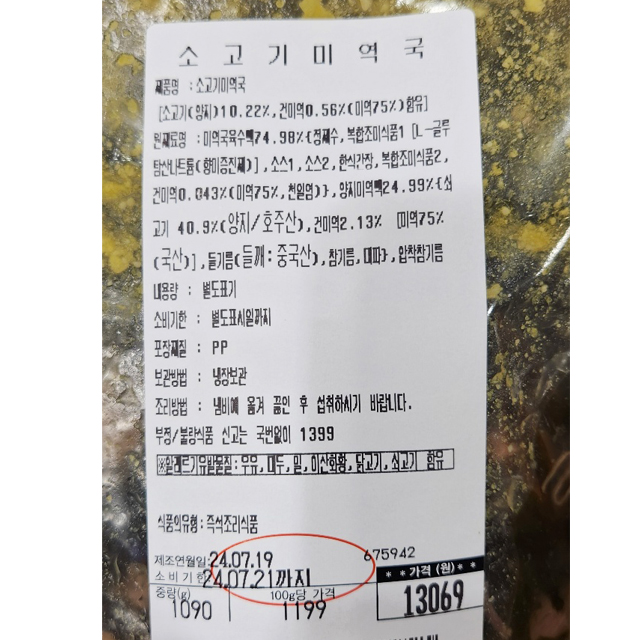 소 고 기 미 역 국
제품명 : 소고기미역국
[소고기(양지)10.22%,건미역0.56%(미역75%)함유]
원재료명 : 미역국육수팩74.98%{정제수, 복합조미식품1 [L-글루
탐산나트륨(향미증진제)],소스1,소스2,한식간장,복합조미식품2,
건미역0.043%(미역75%,천일염)},양지미역팩24.99%{쇠
고기 40.9%(양지/호주산),건미역2.13% [미역75%
(국산)],들기름(들깨:중국산),참기름,대파},압착참기름
내용량 : 별도표기
소비기한 : 별도표시일까지
포장재질 : PP
보관방법 : 냉장보관
조리방법 : 냄비에 옮겨 끓인 후 섭취하시기 바랍니다.
부정/불량식품 신고는 국번없이 1399
※알레르기유발물질:우유,대두,밀,이산화황,닭고기,쇠고기 함유
식품의유형:즉석조리식품
제조연월일:24.07.19 675942
소비기한 24.07.21까지
중량(g) 100g당 가격 **가격(원)**
1090 1199 13069